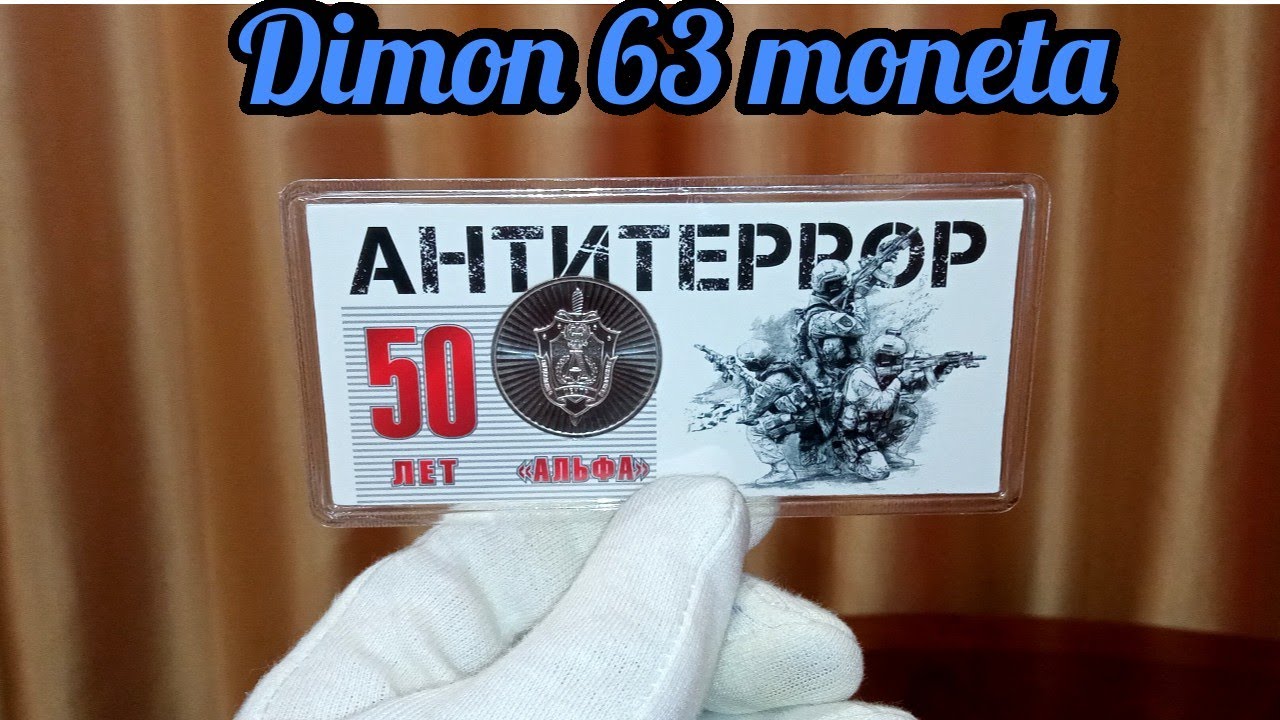 Dimon 63 moneta
АНТИТЕРРОР
50
ЛЕТ «АЛЬФА»